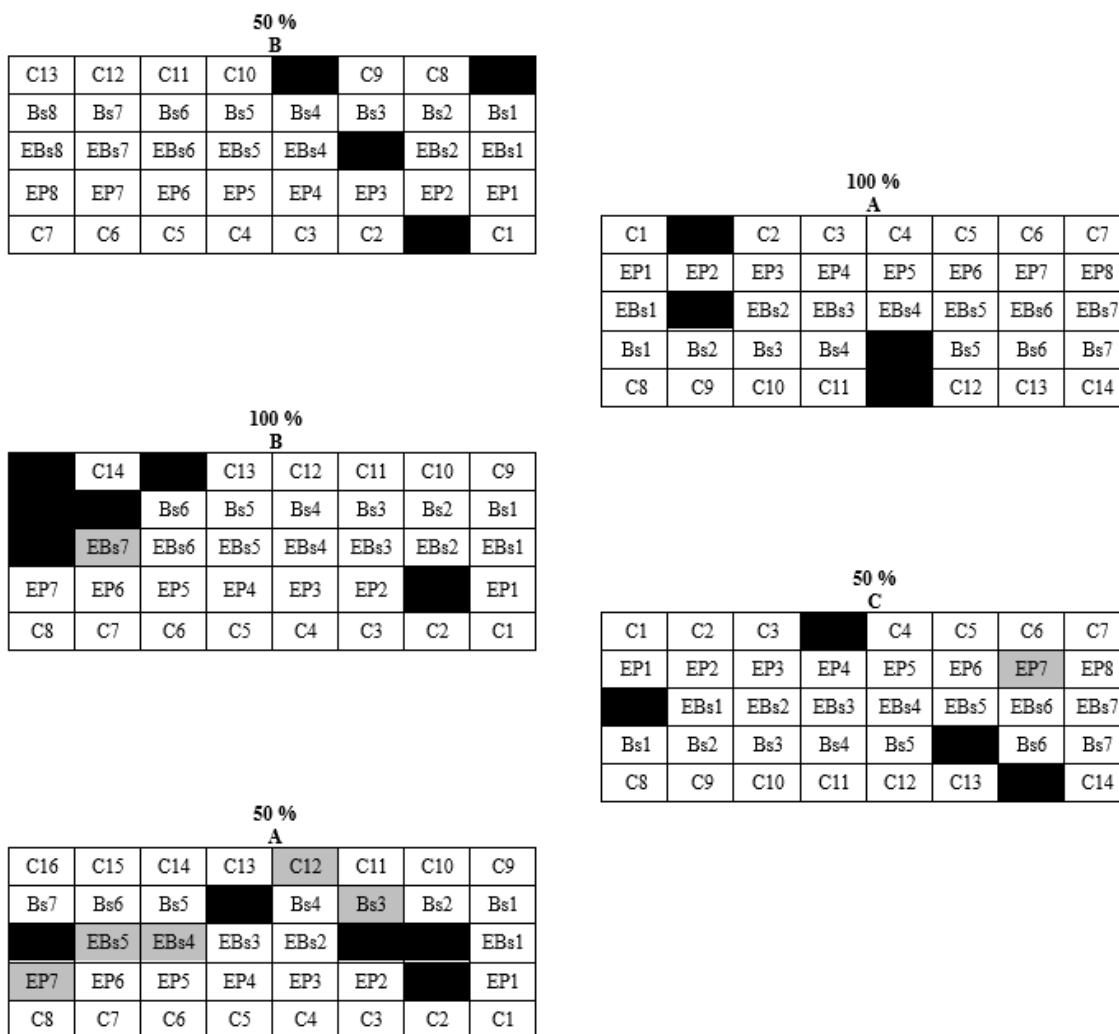 50 %
B
C13 C12 C11 C10 C9 C8
Bs8 Bs7 Bs6 Bs5 Bs4 Bs3 Bs2 Bs1
EBs8 EBs7 EBs6 EBs5 EBs4 EBs2 EBs1
EP8 EP7 EP6 EP5 EP4 EP3 EP2 EP1
C7 C6 C5 C4 C3 C2 C1
100 %
A
C1 C2 C3 C4 C5 C6 C7
EP1 EP2 EP3 EP4 EP5 EP6 EP7 EP8
EBs1 EBs2 EBs3 EBs4 EBs5 EBs6 EBs7
Bs1 Bs2 Bs3 Bs4 Bs5 Bs6 Bs7
C8 C9 C10 C11 C12 C13 C14
100 %
B
C14 C13 C12 C11 C10 C9
Bs6 Bs5 Bs4 Bs3 Bs2 Bs1
EBs7 EBs6 EBs5 EBs4 EBs3 EBs2 EBs1
EP7 EP6 EP5 EP4 EP3 EP2 EP1
C8 C7 C6 C5 C4 C3 C2 C1
50 %
C
C1 C2 C3 C4 C5 C6 C7
EP1 EP2 EP3 EP4 EP5 EP6 EP7 EP8
EBs1 EBs2 EBs3 EBs4 EBs5 EBs6 EBs7
Bs1 Bs2 Bs3 Bs4 Bs5 Bs6 Bs7
C8 C9 C10 C11 C12 C13 C14
50 %
A
C16 C15 C14 C13 C12 C11 C10 C9
Bs7 Bs6 Bs5 Bs4 Bs3 Bs2 Bs1
EBs5 EBs4 EBs3 EBs2 EBs1
EP7 EP6 EP5 EP4 EP3 EP2 EP1
C8 C7 C6 C5 C4 C3 C2 C1